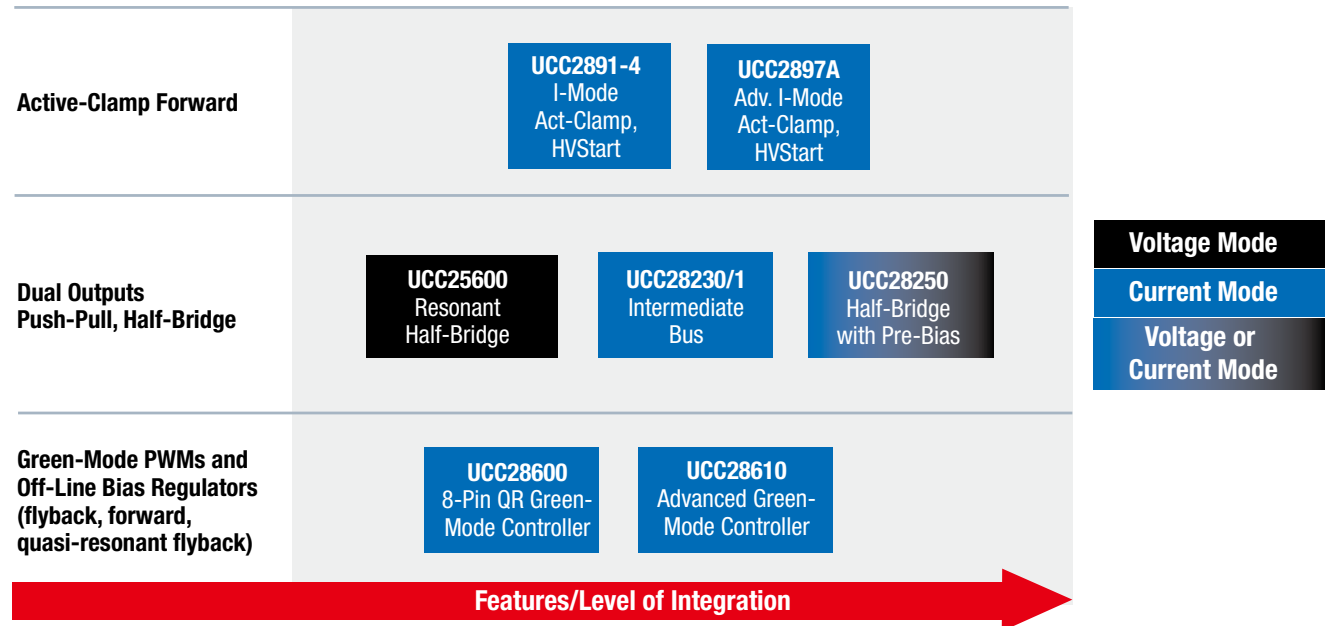 Active-Clamp Forward
UCC2891-4
I-Mode
Act-Clamp,
HVStart
UCC2897A
Adv. I-Mode
Act-Clamp,
HVStart
Dual Outputs
Push-Pull, Half-Bridge
UCC25600
Resonant
Half-Bridge
UCC28230/1
Intermediate
Bus
UCC28250
Half-Bridge
with Pre-Bias
Voltage Mode
Current Mode
Voltage or
Current Mode
Green-Mode PWMs and
Off-Line Bias Regulators
(flyback, forward,
quasi-resonant flyback)
UCC28600
8-Pin QR Green-
Mode Controller
UCC28610
Advanced Green-
Mode Controller
Features/Level of Integration